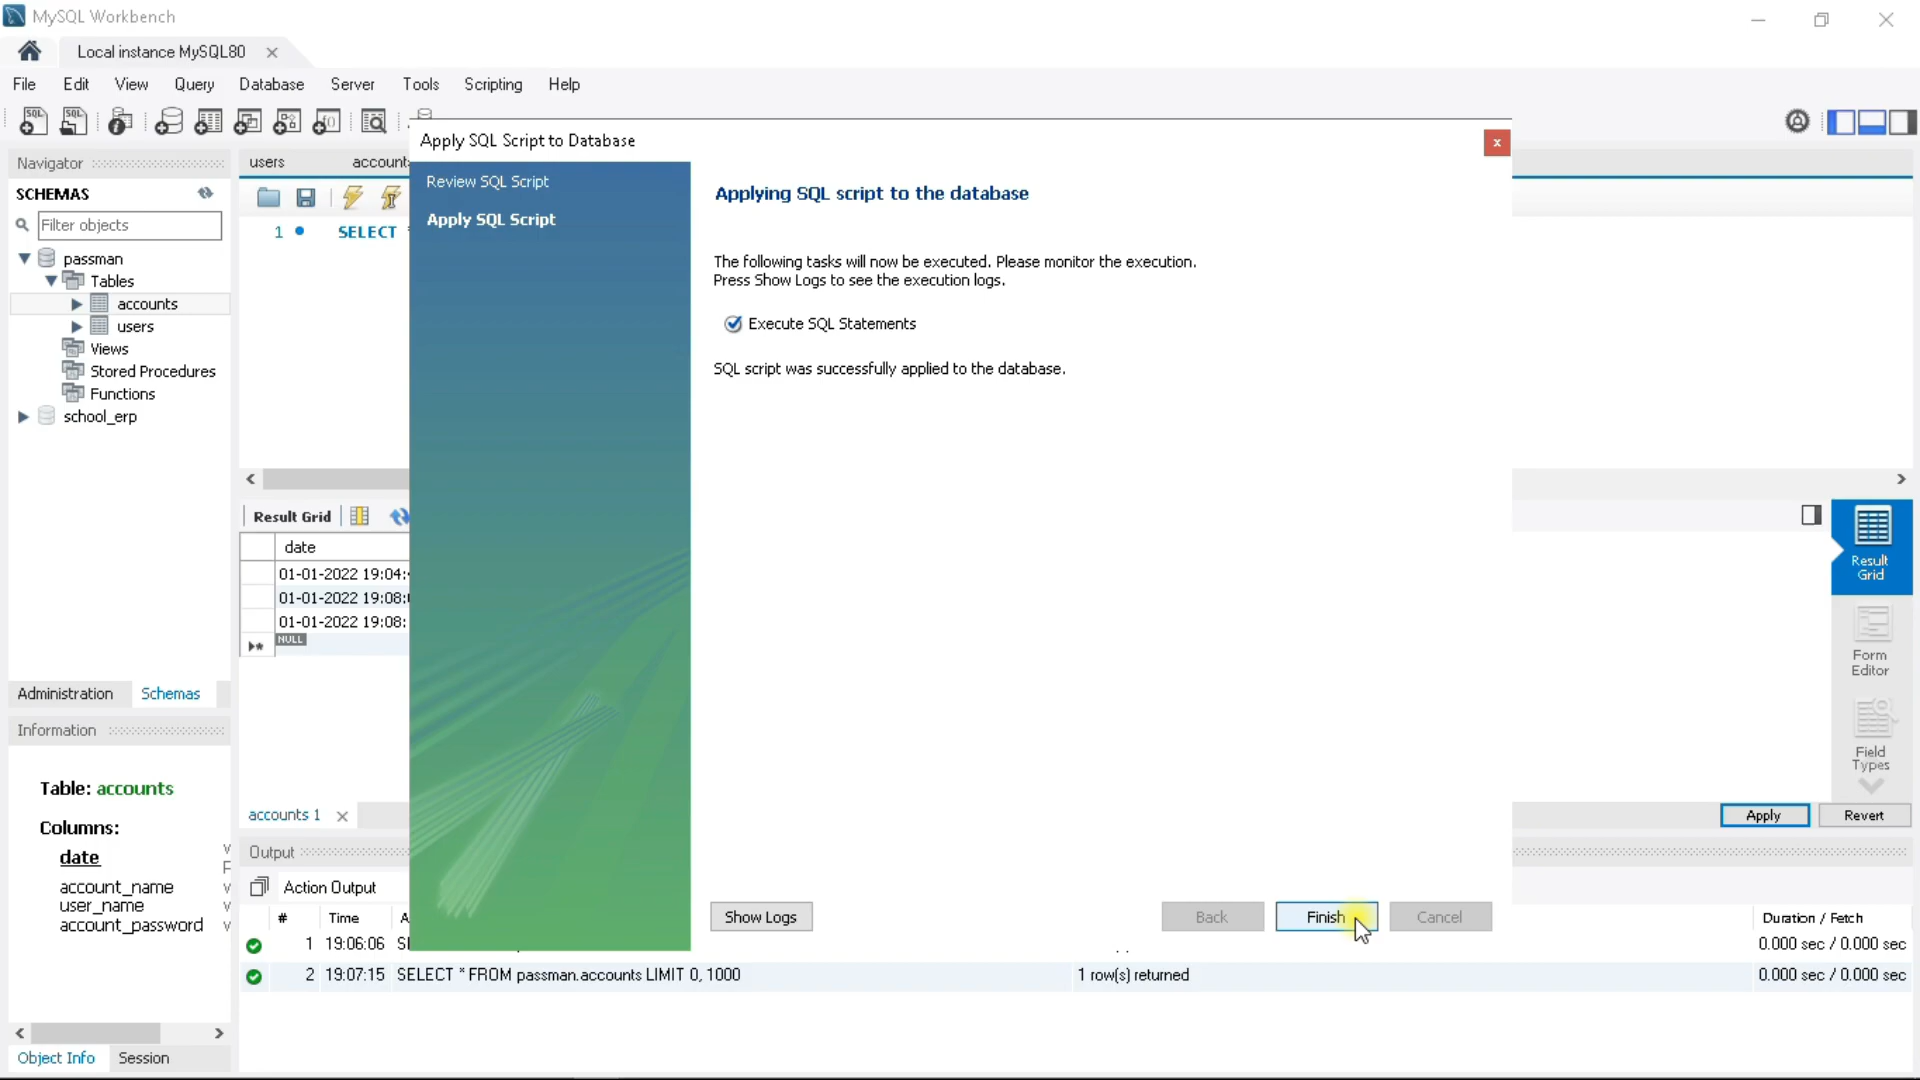 MySQL Workbench
Local instance MySQL80
File Edit View Query Database Server Tools Scripting Help
Navigator
SCHEMAS
Filter objects
passman
Tables
accounts
users
Views
Stored Procedures
Functions
school_erp
Administration Schemas
Information
Table: accounts
Columns:
date
account_name
user_name
account_password
Object Info Session
users
1 SELECT
Result Grid
date
01-01-2022 19:04:
01-01-2022 19:08:
01-01-2022 19:08:
NULL
accounts 1
Apply SQL Script to Database
x
Review SQL Script
Apply SQL Script
Applying SQL script to the database
The following tasks will now be executed. Please monitor the execution.
Press Show Logs to see the execution logs.
Execute SQL Statements
SQL script was successfully applied to the database.
Show Logs Back Finish Cancel
Result
Grid
Form
Editor
Field
Types
Apply Revert
Output
Action Output
# Time Duration / Fetch
1 19:06:06 0.000 sec / 0.000 sec
2 19:07:15 SELECT * FROM passman.accounts LIMIT 0, 1000 1 row(s) returned 0.000 sec / 0.000 sec